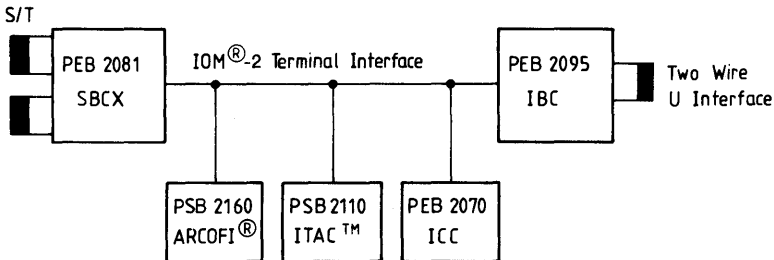 S/T
PEB 2081
SBCX
IOM®-2 Terminal Interface
PEB 2095
IBC
Two Wire
U Interface
PSB 2160
ARCOFI®
PSB 2110
ITAC™
PEB 2070
ICC